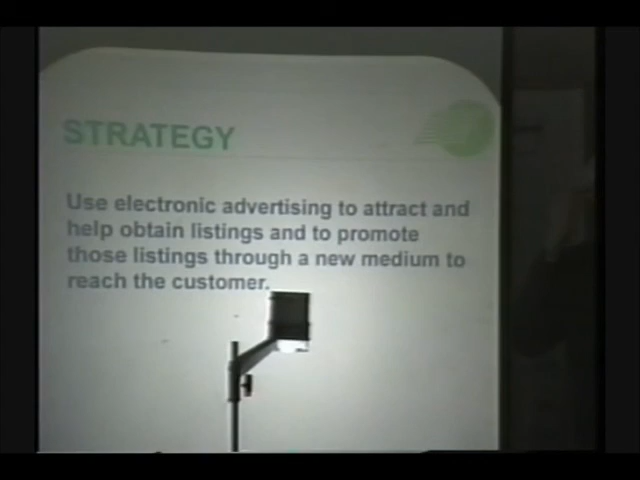 STRATEGY
Use electronic advertising to attract and
help obtain listings and to promote
those listings through a new medium to
reach the customer.